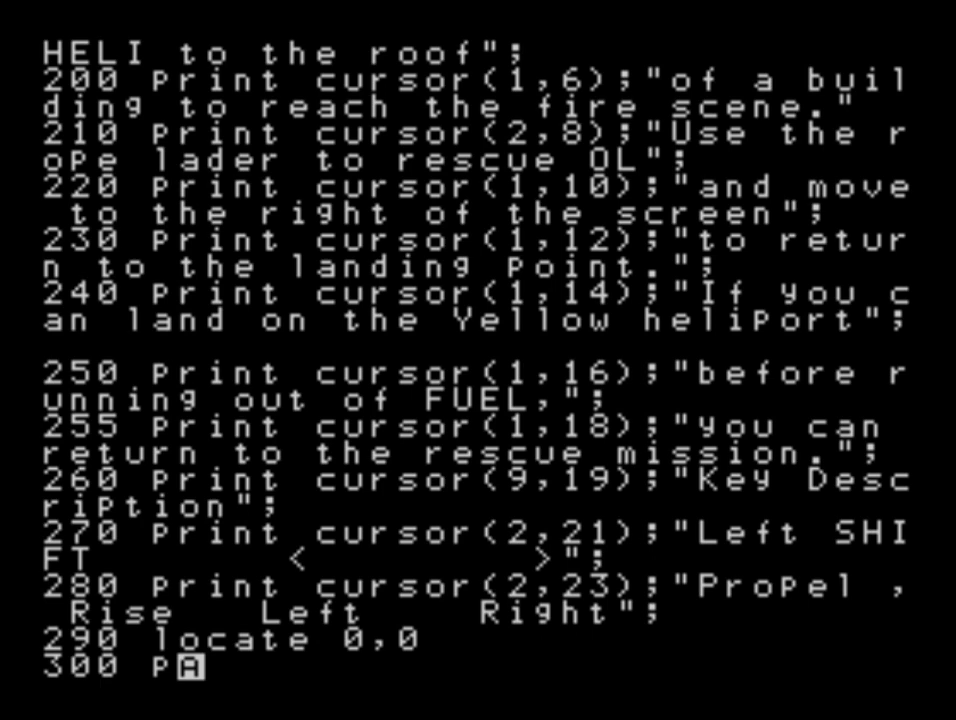 HELI to the roof";
200 Print cursor(1,6);"of a buil
ding to reach the fire scene."
210 Print cursor(2,8);"Use the r
ope lader to rescue OL";
220 Print cursor(1,10);"and move
 to the right of the screen";
230 Print cursor(1,12);"to retur
n to the landing point.";
240 Print cursor(1,14);"If you c
an land on the Yellow heliport";
250 Print cursor(1,16);"before r
unning out of FUEL,";
255 Print cursor(1,18);"you can
return to the rescue mission.";
260 Print cursor(9,19);"Key Desc
ription";
270 Print cursor(2,21);"Left SHI
FT       <        >";
280 Print cursor(2,23);"Propel ,
 Rise   Left    Right";
290 locate 0,0
300 PA